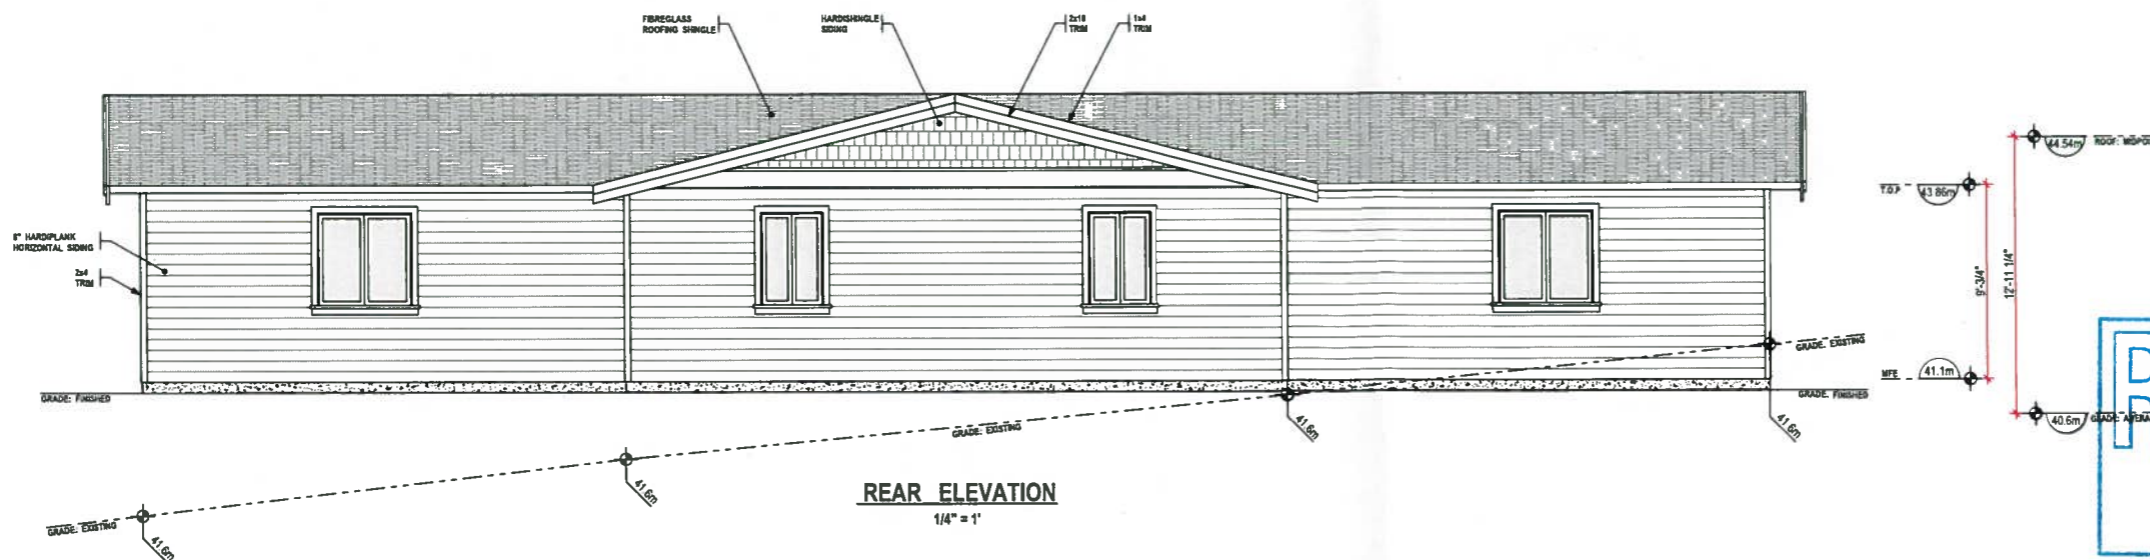 FIBREGLASS
ROOFING SHINGLE
HARDISHINGLE
SIDING
2x10
TRIM
1x4
TRIM
44.54m
T.O.P
43.86m
8" HARDIPLANK
HORIZONTAL SIDING
2x4
TRIM
9'-3/4"
12'-11 1/4"
GRADE: EXISTING
MFE
41.1m
GRADE: FINISHED
GRADE: FINISHED
41.6m
41.6m
40.6m
GRADE: EXISTING
41.6m
REAR ELEVATION
1/4" = 1'
GRADE: EXISTING
41.6m